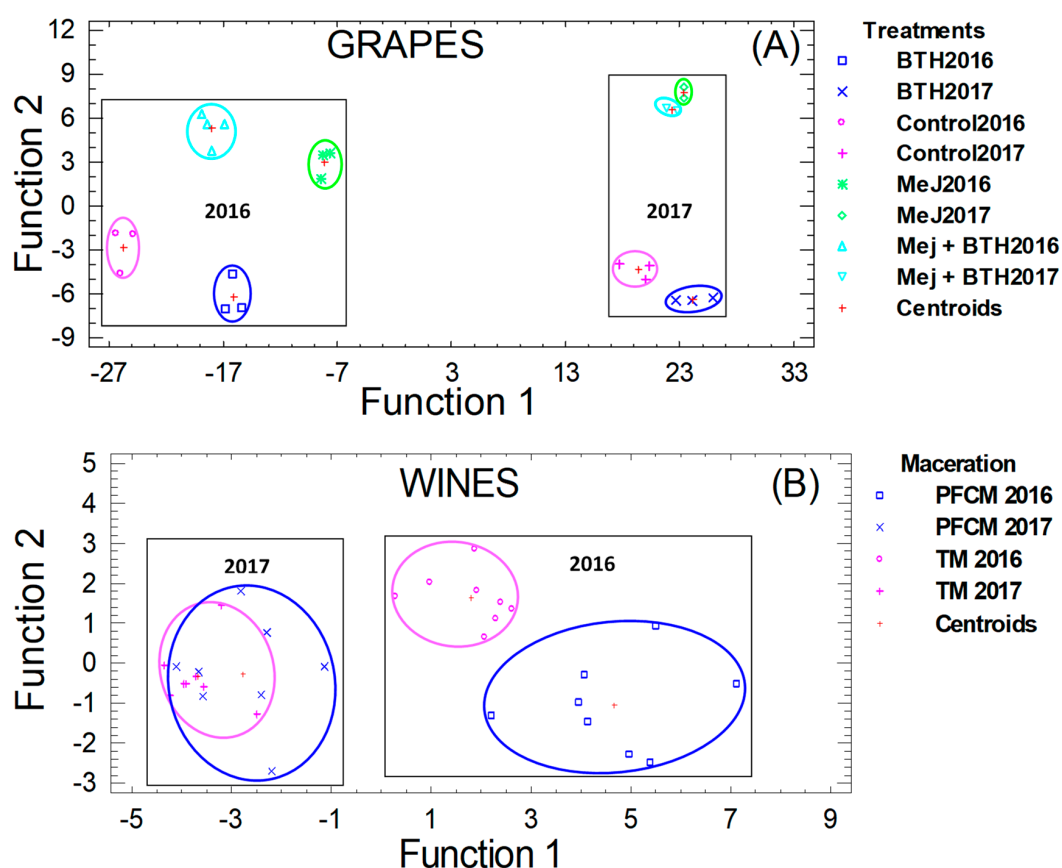 GRAPES (A)
Function 2
12
9
6
3
0
-3
-6
-9
2016
2017
-27 -17 -7 3 13 23 33
Function 1
Treatments
BTH2016
BTH2017
Control2016
Control2017
MeJ2016
MeJ2017
Mej + BTH2016
Mej + BTH2017
Centroids
WINES (B)
Function 2
5
4
3
2
1
0
-1
-2
-3
2017
2016
-5 -3 -1 1 3 5 7 9
Function 1
Maceration
PFCM 2016
PFCM 2017
TM 2016
TM 2017
Centroids